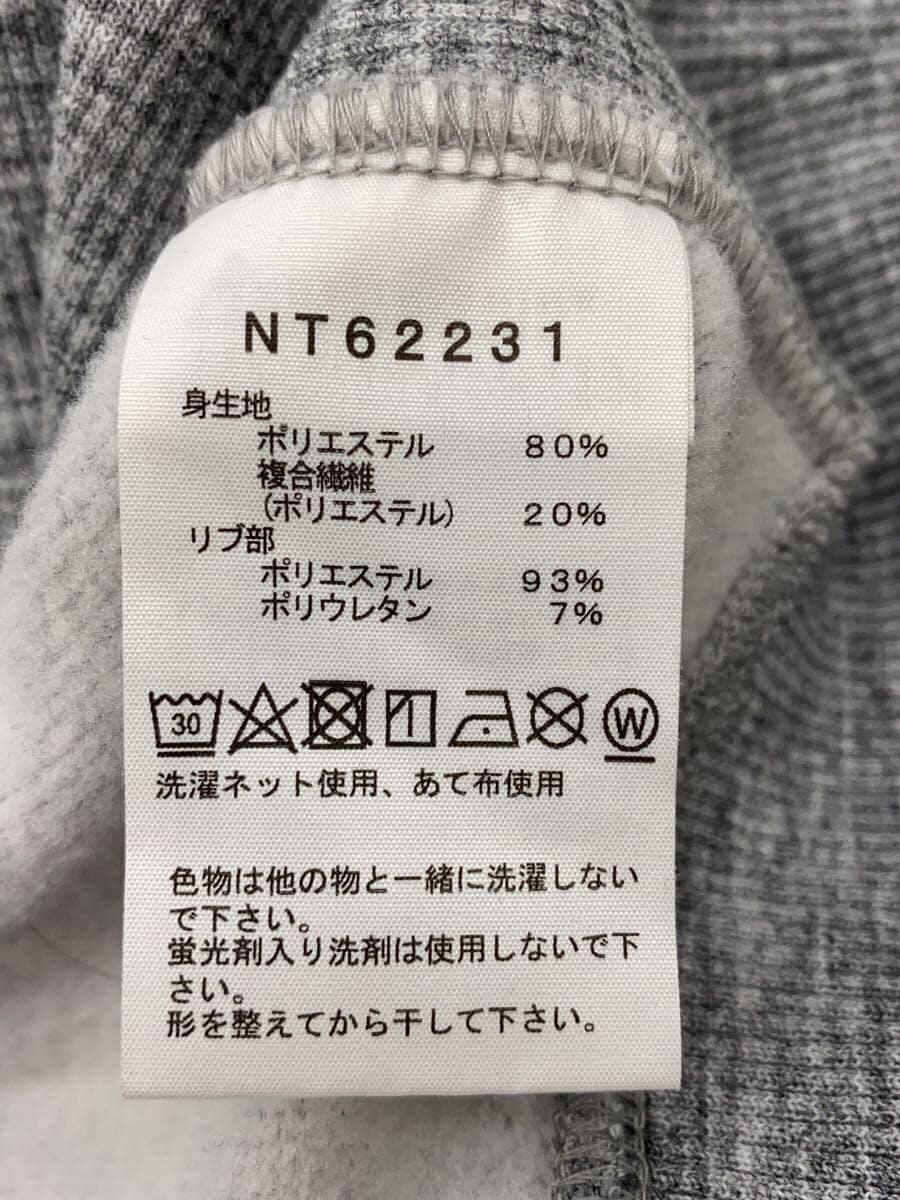 NT62231
身生地
ポリエステル 80%
複合繊維
(ポリエステル) 20%
リブ部
ポリエステル 93%
ポリウレタン 7%
30 W
洗濯ネット使用、あて布使用
色物は他の物と一緒に洗濯しない
で下さい。
蛍光剤入り洗剤は使用しないで下
さい。
形を整えてから干して下さい。